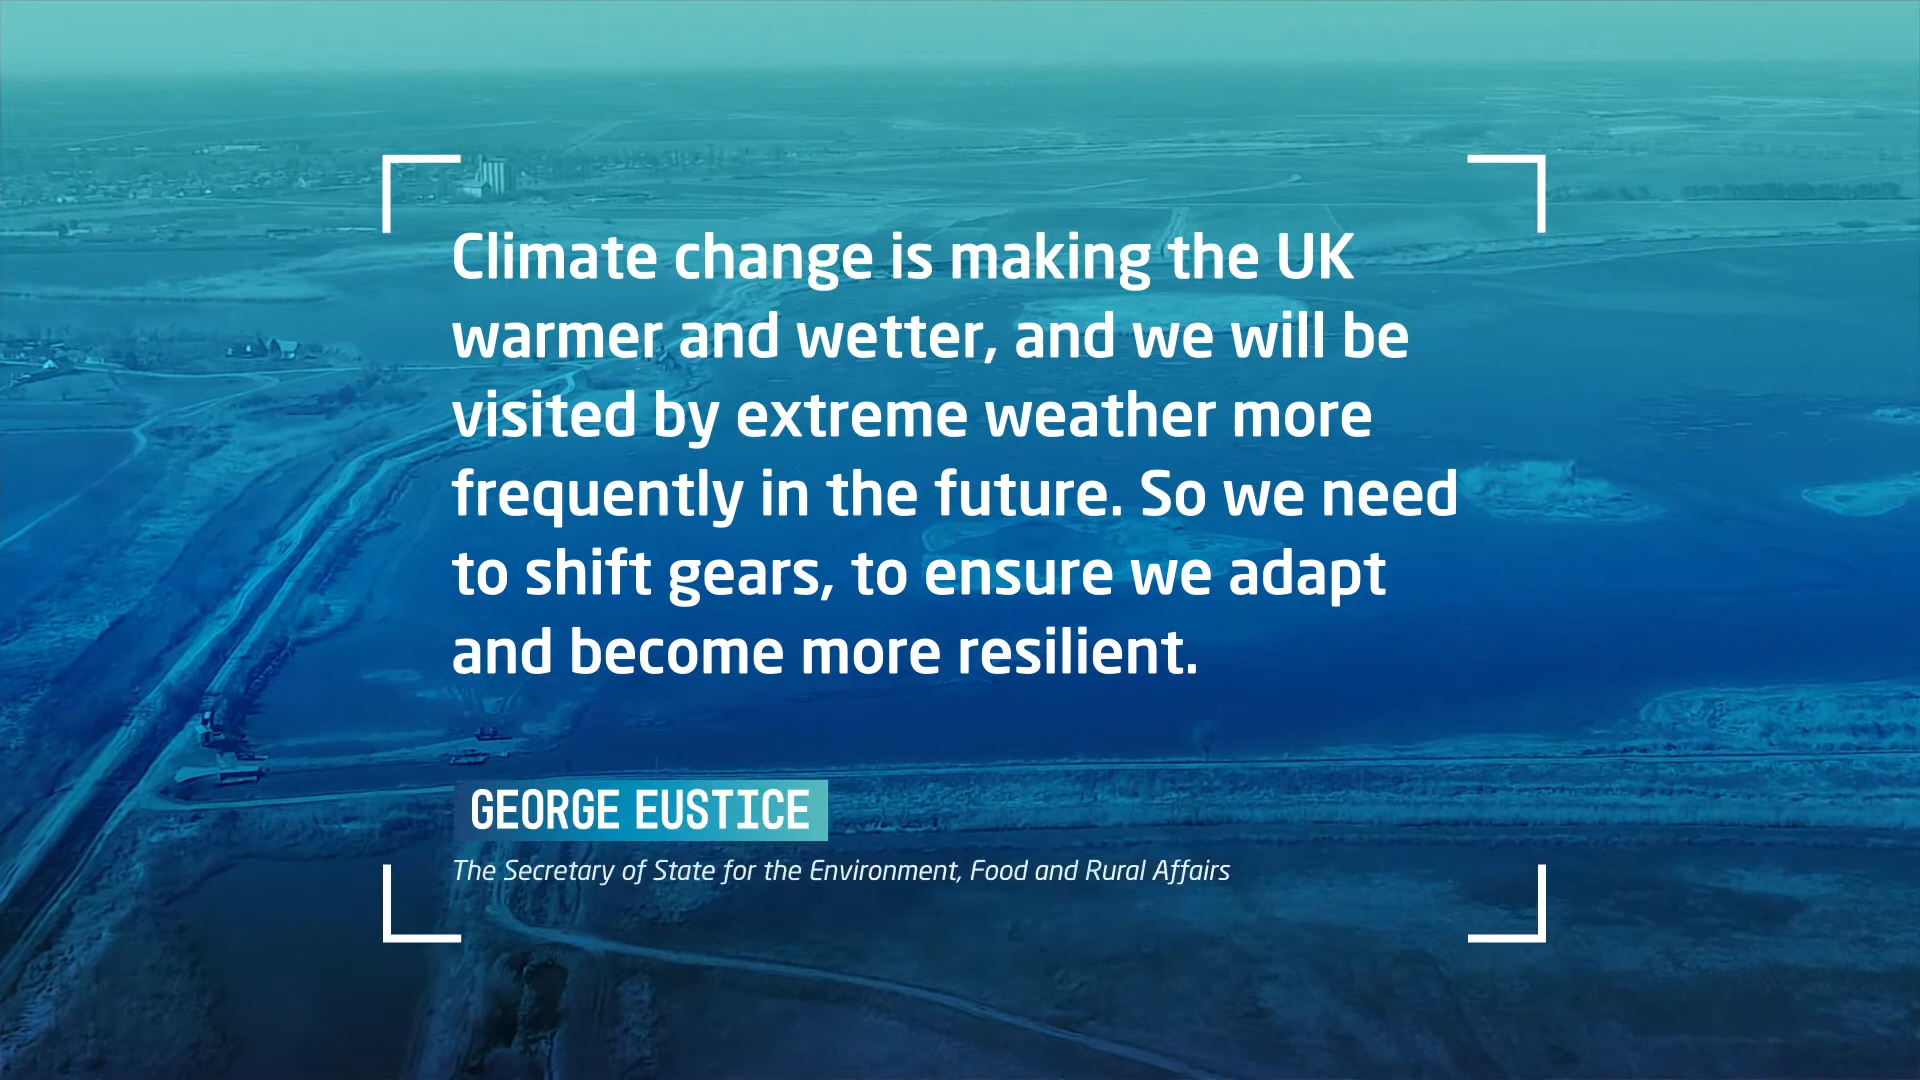 Climate change is making the UK
warmer and wetter, and we will be
visited by extreme weather more
frequently in the future. So we need
to shift gears, to ensure we adapt
and become more resilient.
GEORGE EUSTICE
The Secretary of State for the Environment, Food and Rural Affairs